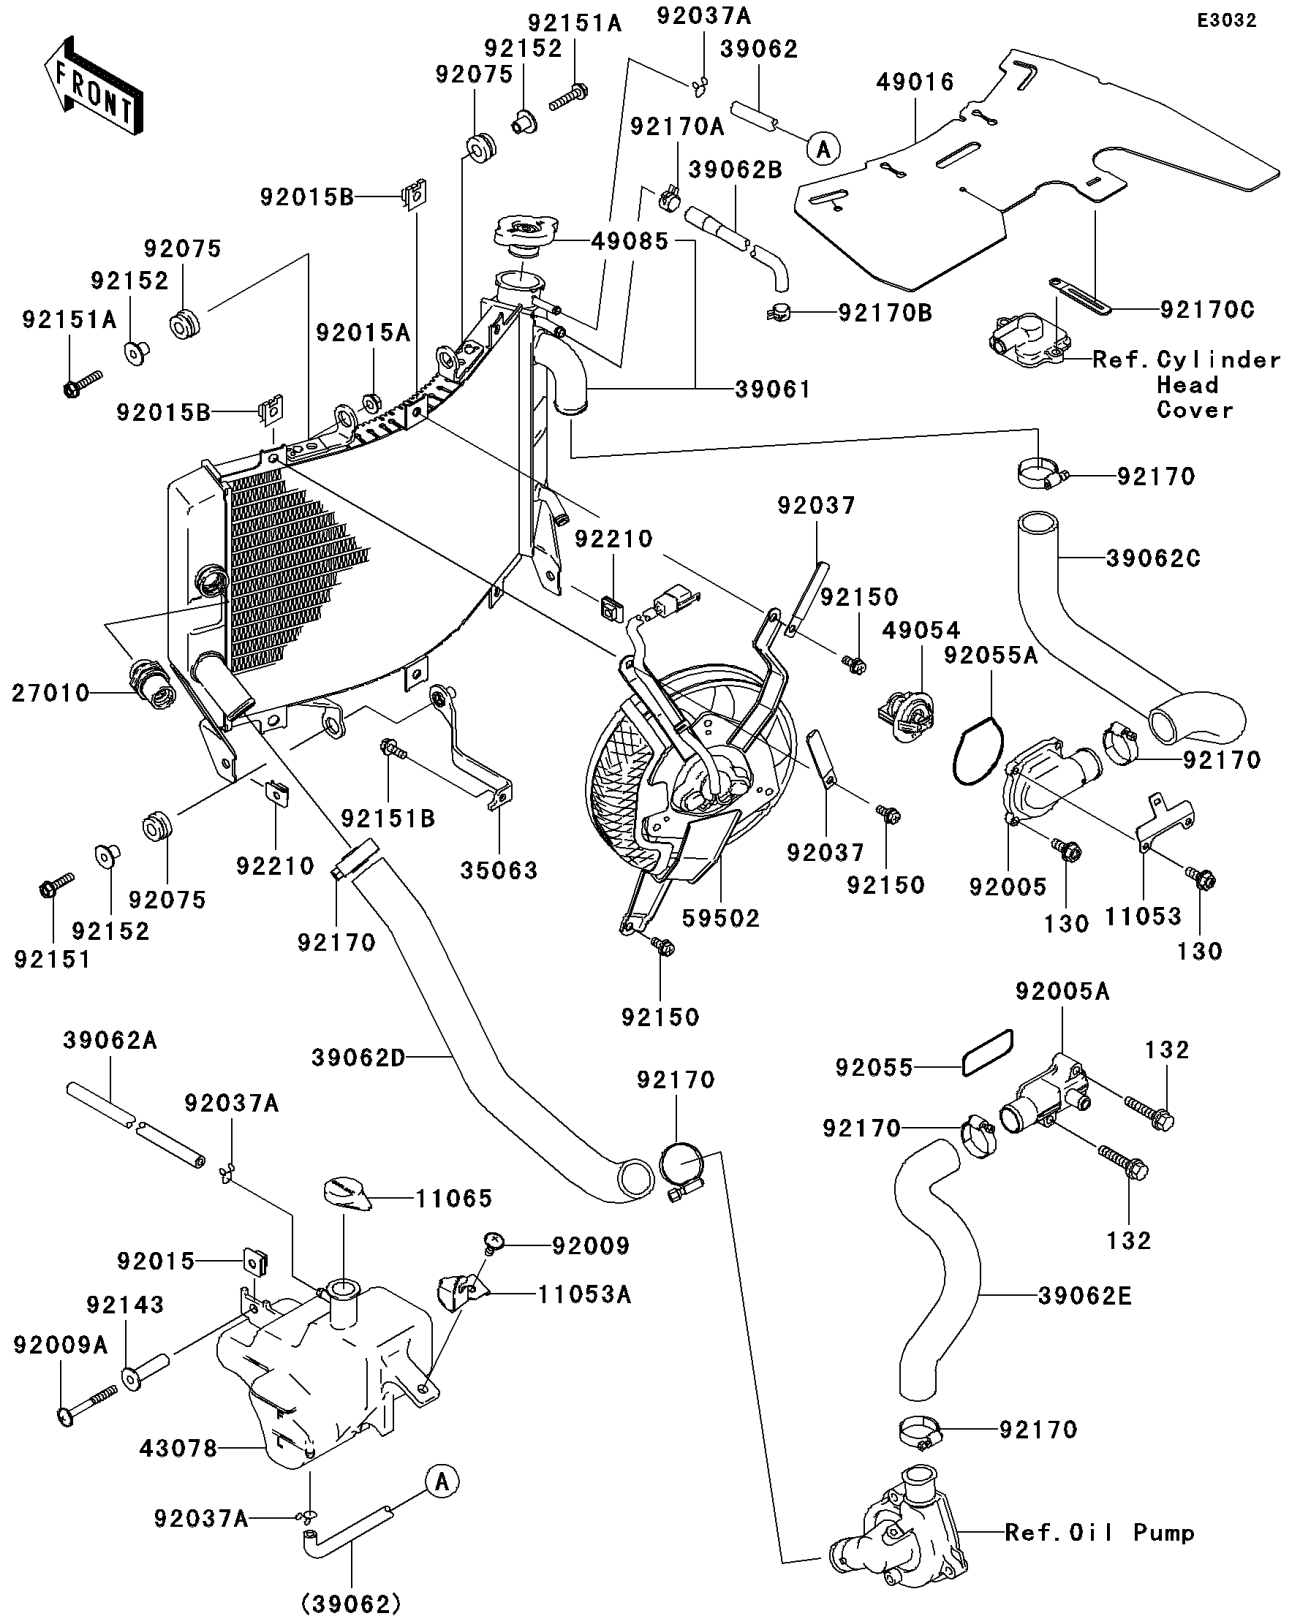 E3032
FRONT
92151A
92037A
92152
39062
92075
49016
92170A
A
39062B
92015B
92075
49085
92152
92151A
92015A
92170B
92170C
Ref.Cylinder
Head
Cover
39061
92015B
92170
92037
92210
39062C
92150
49054
92055A
27010
92170
92151B
92210
35063
92037
92150
92075
92005
59502
11053
130
130
92152
92170
92151
92150
92005A
39062A
39062D
92055
132
92170
92037A
92170
11065
132
92009
92015
11053A
39062E
92143
92009A
F
L
43078
92170
A
92037A
Ref.Oil Pump
(39062)